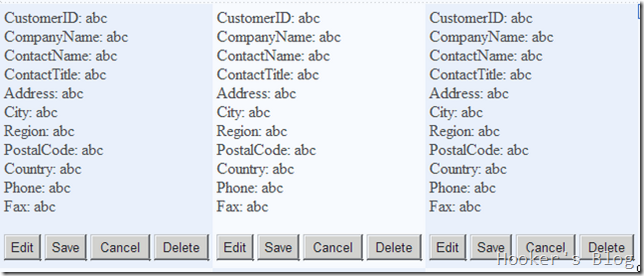 CustomerID: abc
CompanyName: abc
ContactName: abc
ContactTitle: abc
Address: abc
City: abc
Region: abc
PostalCode: abc
Country: abc
Phone: abc
Fax: abc
Edit Save Cancel Delete
CustomerID: abc
CompanyName: abc
ContactName: abc
ContactTitle: abc
Address: abc
City: abc
Region: abc
PostalCode: abc
Country: abc
Phone: abc
Fax: abc
Edit Save Cancel Delete
CustomerID: abc
CompanyName: abc
ContactName: abc
ContactTitle: abc
Address: abc
City: abc
Region: abc
PostalCode: abc
Country: abc
Phone: abc
Fax: abc
Edit Save Cancel Delete
Hooker's Blog